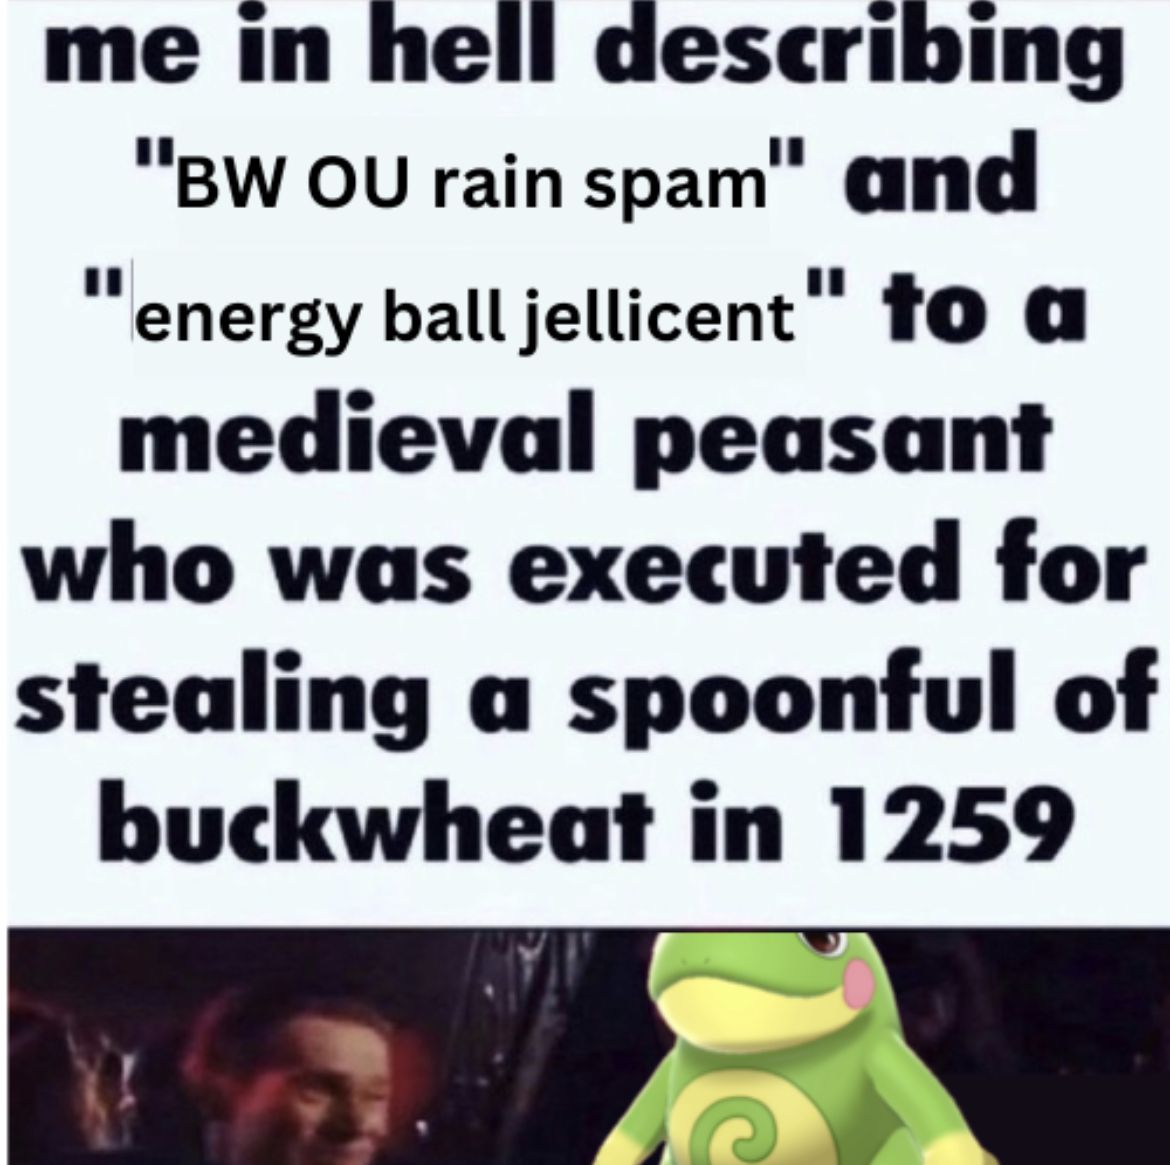 me in hell describing
"BW OU rain spam" and
"energy ball jellicent" to a
medieval peasant
who was executed for
stealing a spoonful of
buckwheat in 1259